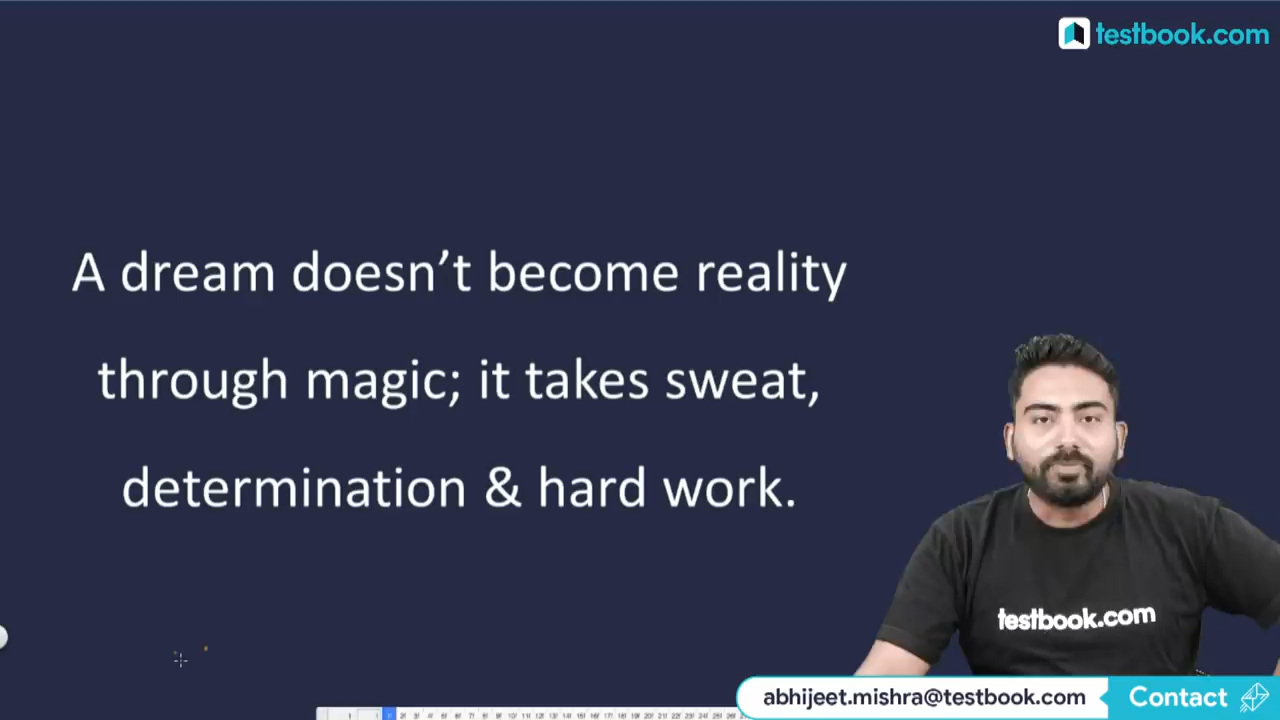 testbook.com
A dream doesn’t become reality
through magic; it takes sweat,
determination & hard work.
testbook.com
abhijeet.mishra@testbook.com Contact